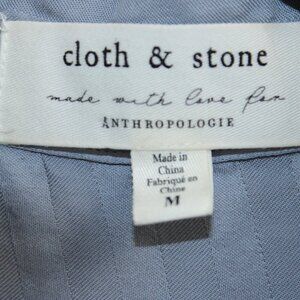 cloth & stone
made with love for
ANTHROPOLOGIE
Made in
China
Fabriqué en
Chine
M